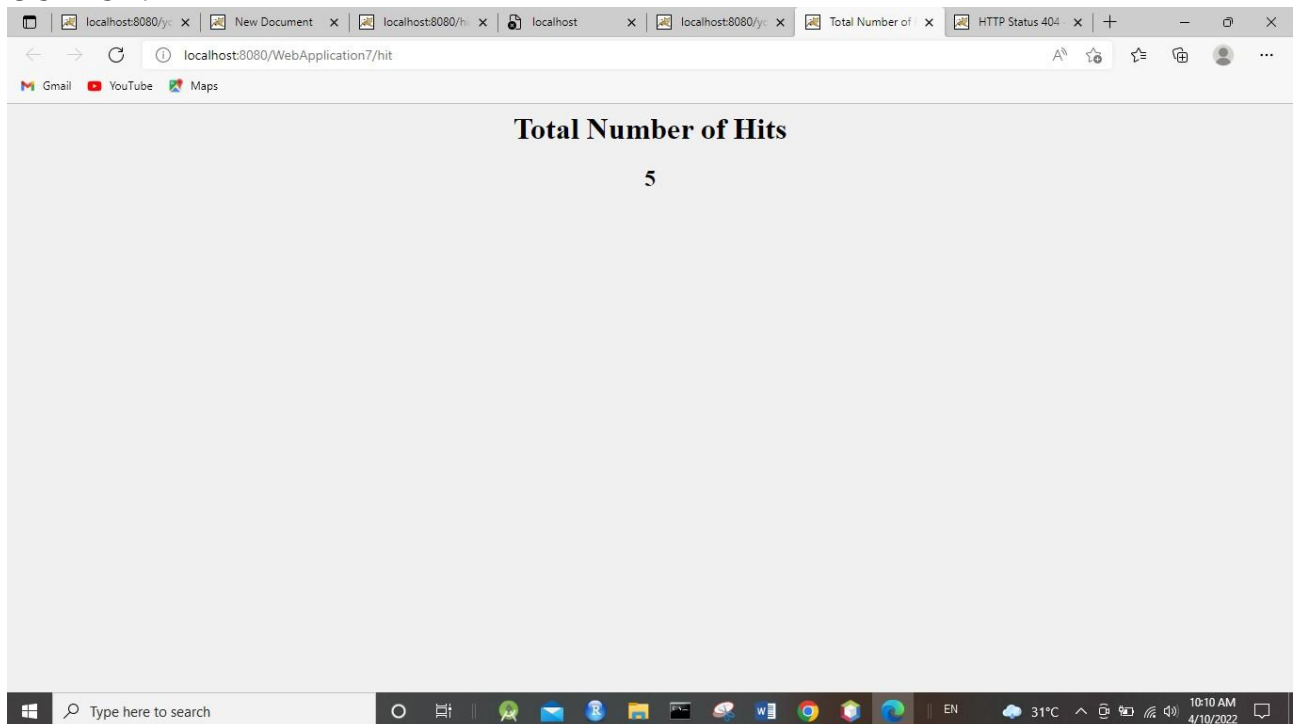 localhost:8080/yc
New Document
localhost:8080/h
localhost
localhost:8080/yc
Total Number of
HTTP Status 404 -
localhost:8080/WebApplication7/hit
Gmail
YouTube
Maps
Total Number of Hits
5
Type here to search
EN
31°C
10:10 AM
4/10/2022